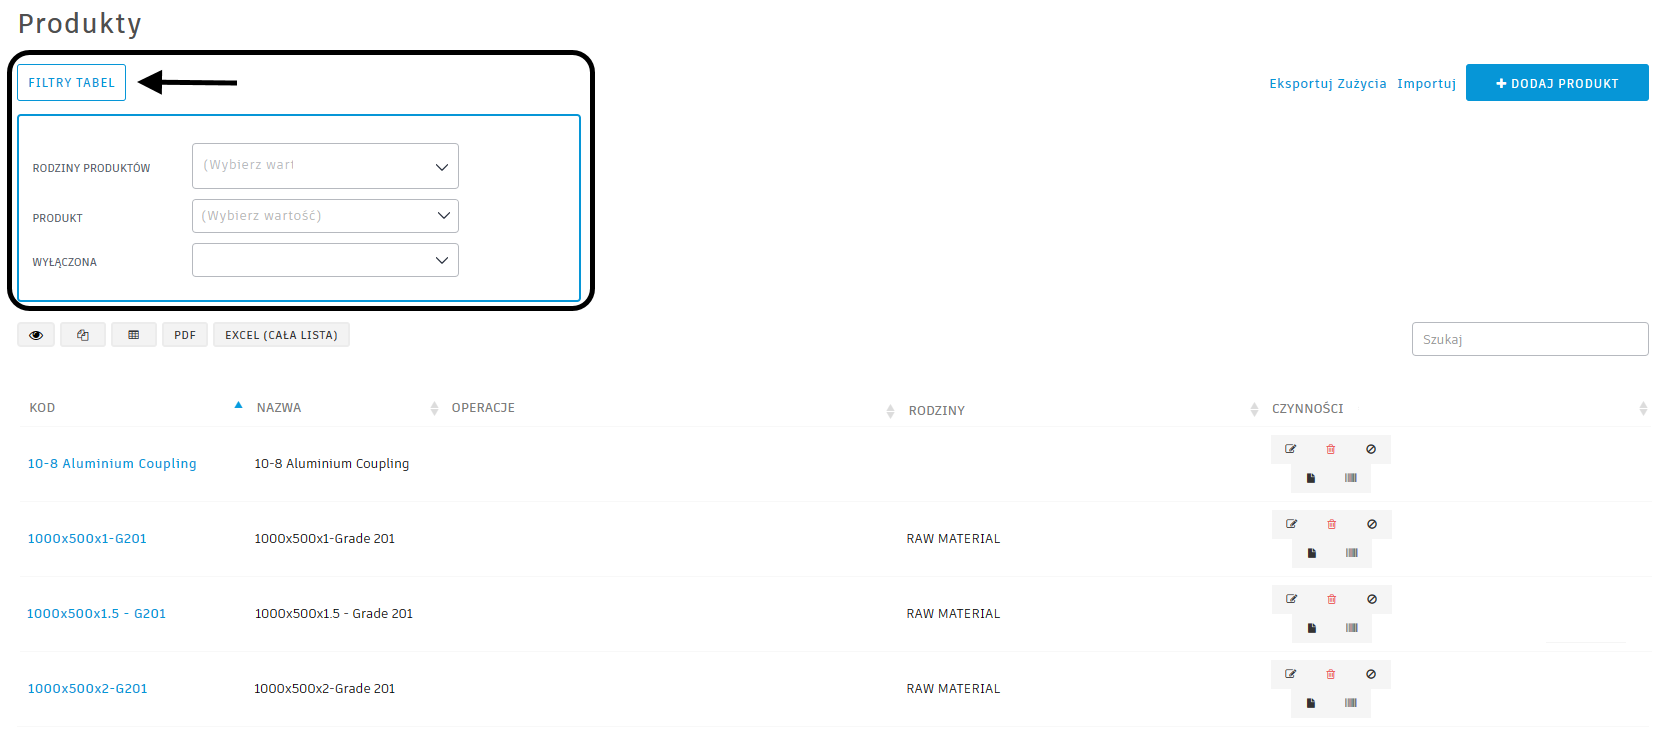 Produkty
FILTRY TABEL
Eksportuj Zużycia Importuj DODAJ PRODUKT
RODZINY PRODUKTÓW (Wybierz wart
PRODUKT (Wybierz wartość)
WYŁĄCZONA
PDF EXCEL (CAŁA LISTA) Szukaj
KOD NAZWA OPERACJE RODZINY CZYNNOŚCI
10-8 Aluminium Coupling 10-8 Aluminium Coupling
1000x500x1-G201 1000x500x1-Grade 201 RAW MATERIAL
1000x500x1.5 - G201 1000x500x1.5 - Grade 201 RAW MATERIAL
1000x500x2-G201 1000x500x2-Grade 201 RAW MATERIAL